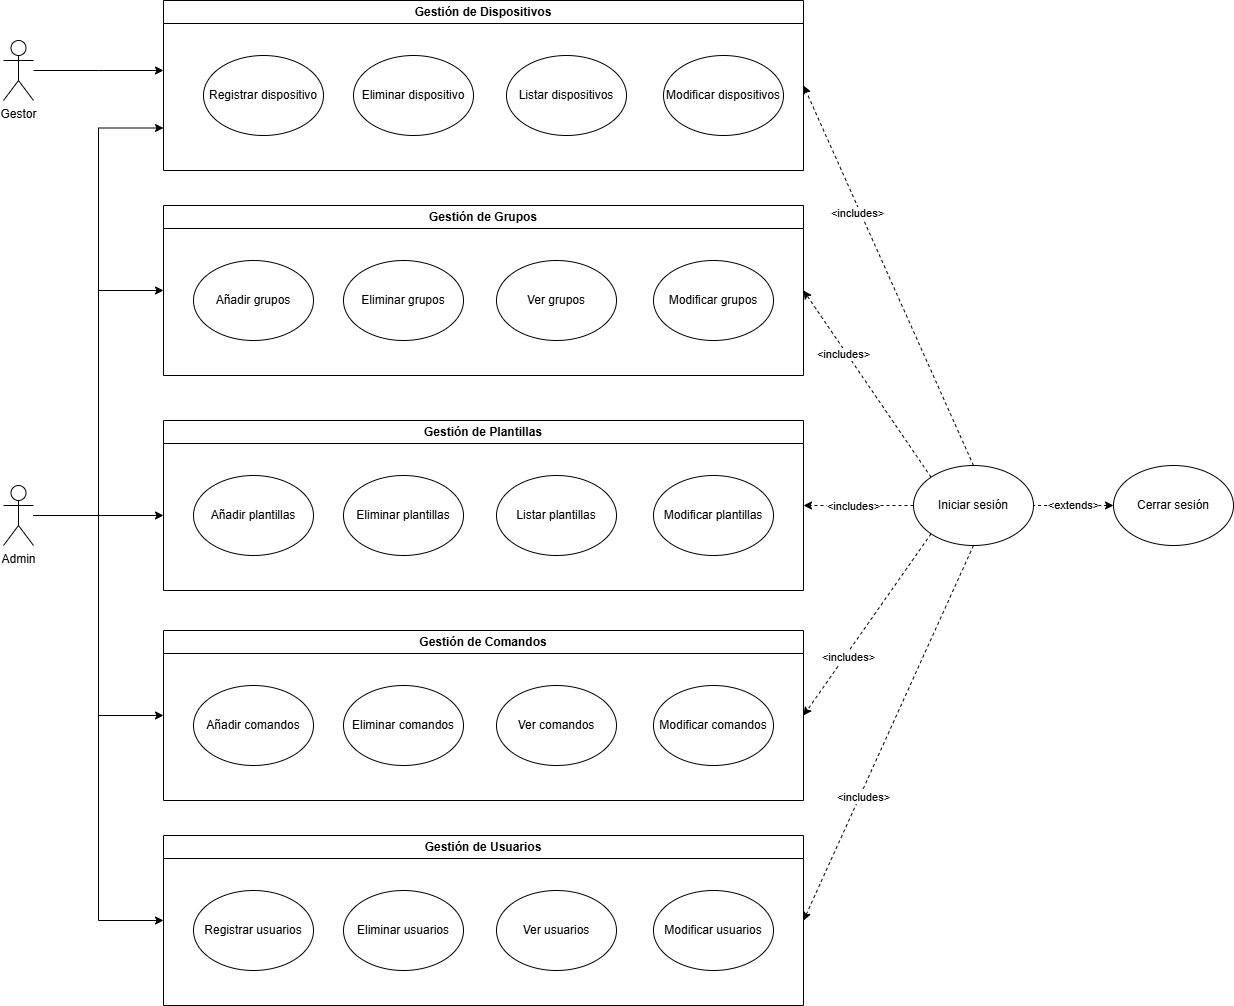 Gestión de Dispositivos
Registrar dispositivo
Eliminar dispositivo
Listar dispositivos
Modificar dispositivos
Gestor
<includes>
Gestión de Grupos
Añadir grupos
Eliminar grupos
Ver grupos
Modificar grupos
<includes>
Gestión de Plantillas
Añadir plantillas
Eliminar plantillas
Listar plantillas
Modificar plantillas
Admin
<includes>
Iniciar sesión
<extends>
Cerrar sesión
Gestión de Comandos
Añadir comandos
Eliminar comandos
Ver comandos
Modificar comandos
<includes>
Gestión de Usuarios
Registrar usuarios
Eliminar usuarios
Ver usuarios
Modificar usuarios
<includes>